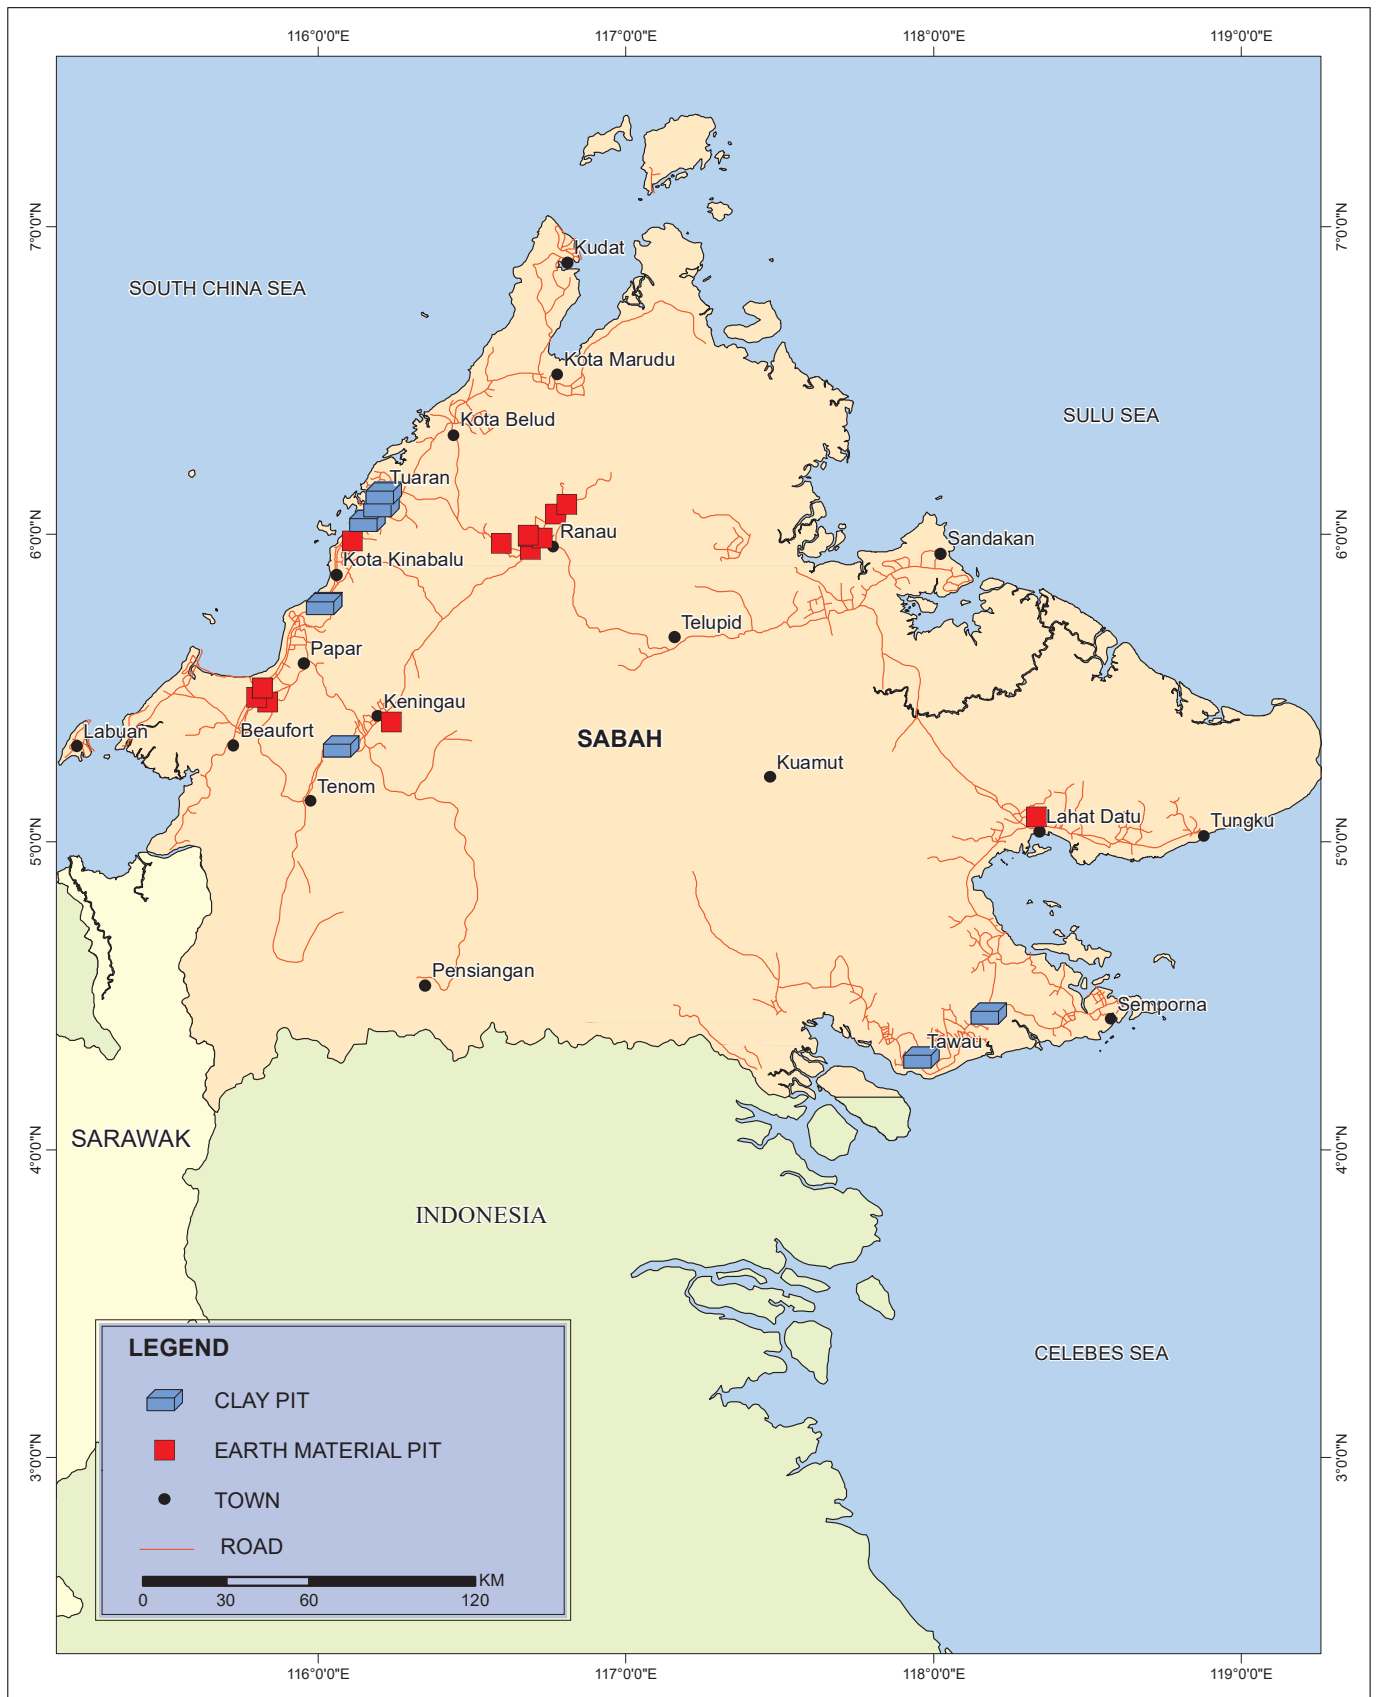 116°0'0"E 117°0'0"E 118°0'0"E 119°0'0"E
7°0'0"N
7°0'0"N
Kudat
SOUTH CHINA SEA
Kota Marudu
SULU SEA
Kota Belud
Tuaran
6°0'0"N
6°0'0"N
Ranau
Sandakan
Kota Kinabalu
Telupid
Papar
Keningau
Labuan
Beaufort
SABAH
Kuamut
Tenom
Lahat Datu
Tungku
5°0'0"N
5°0'0"N
Pensiangan
Semporna
Tawau
SARAWAK
4°0'0"N
4°0'0"N
INDONESIA
CELEBES SEA
LEGEND
CLAY PIT
EARTH MATERIAL PIT
3°0'0"N
3°0'0"N
TOWN
ROAD
KM
0 30 60 120
116°0'0"E 117°0'0"E 118°0'0"E 119°0'0"E